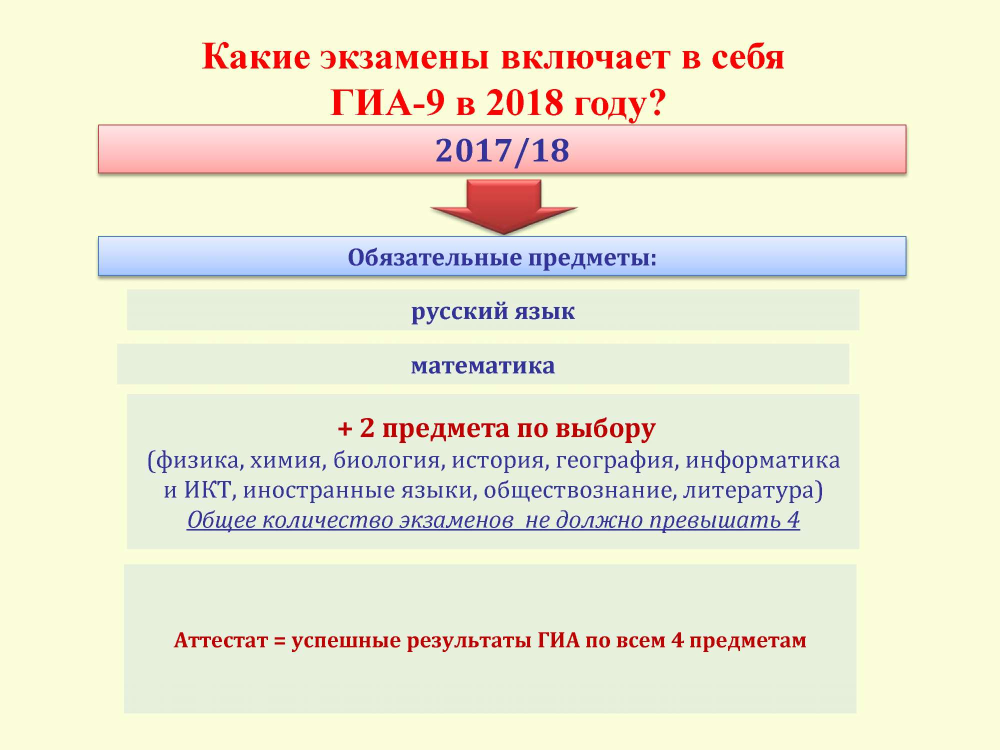 Какие экзамены включает в себя
ГИА-9 в 2018 году?
2017/18
Обязательные предметы:
русский язык
математика
+ 2 предмета по выбору
(физика, химия, биология, история, география, информатика
и ИКТ, иностранные языки, обществознание, литература)
Общее количество экзаменов не должно превышать 4
Аттестат = успешные результаты ГИА по всем 4 предметам